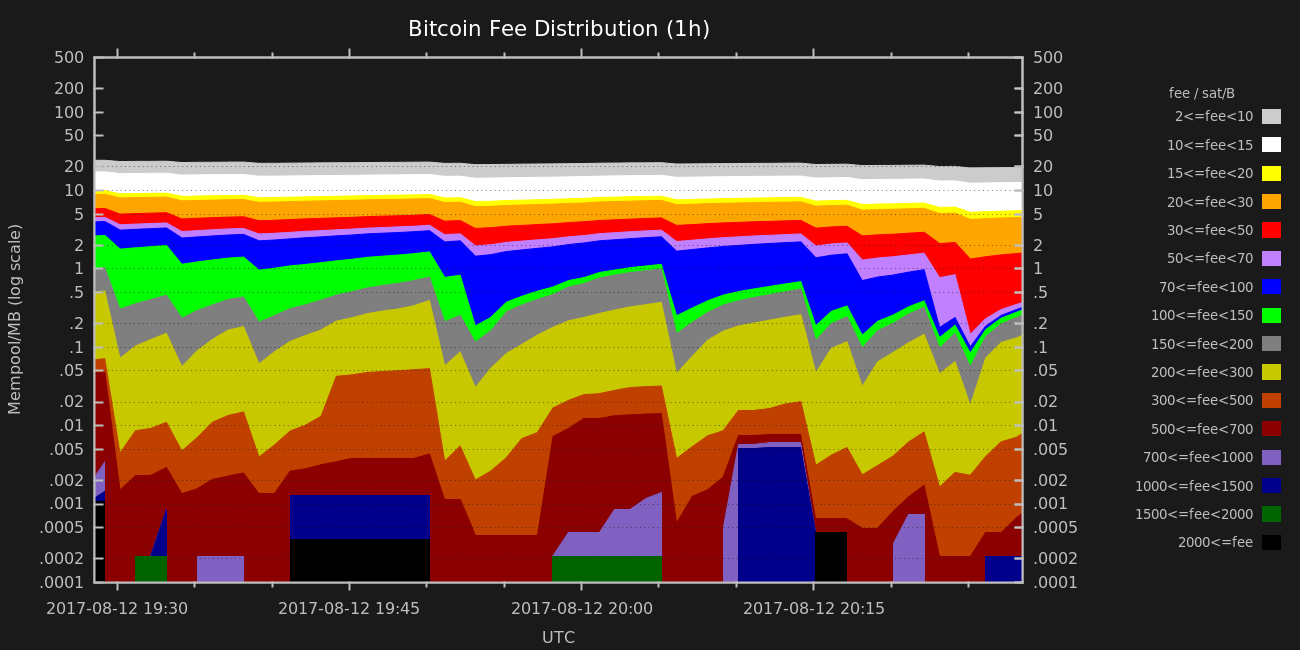 Bitcoin Fee Distribution (1h)
500
200
100
50
20
10
5
2
1
.5
.2
.1
.05
.02
.01
.005
.002
.001
.0005
.0002
.0001
Mempool/MB (log scale)
500
200
100
50
20
10
5
2
1
.5
.2
.1
.05
.02
.01
.005
.002
.001
.0005
.0002
.0001
2017-08-12 19:30
2017-08-12 19:45
2017-08-12 20:00
2017-08-12 20:15
UTC
fee / sat/B
2<=fee<10
10<=fee<15
15<=fee<20
20<=fee<30
30<=fee<50
50<=fee<70
70<=fee<100
100<=fee<150
150<=fee<200
200<=fee<300
300<=fee<500
500<=fee<700
700<=fee<1000
1000<=fee<1500
1500<=fee<2000
2000<=fee